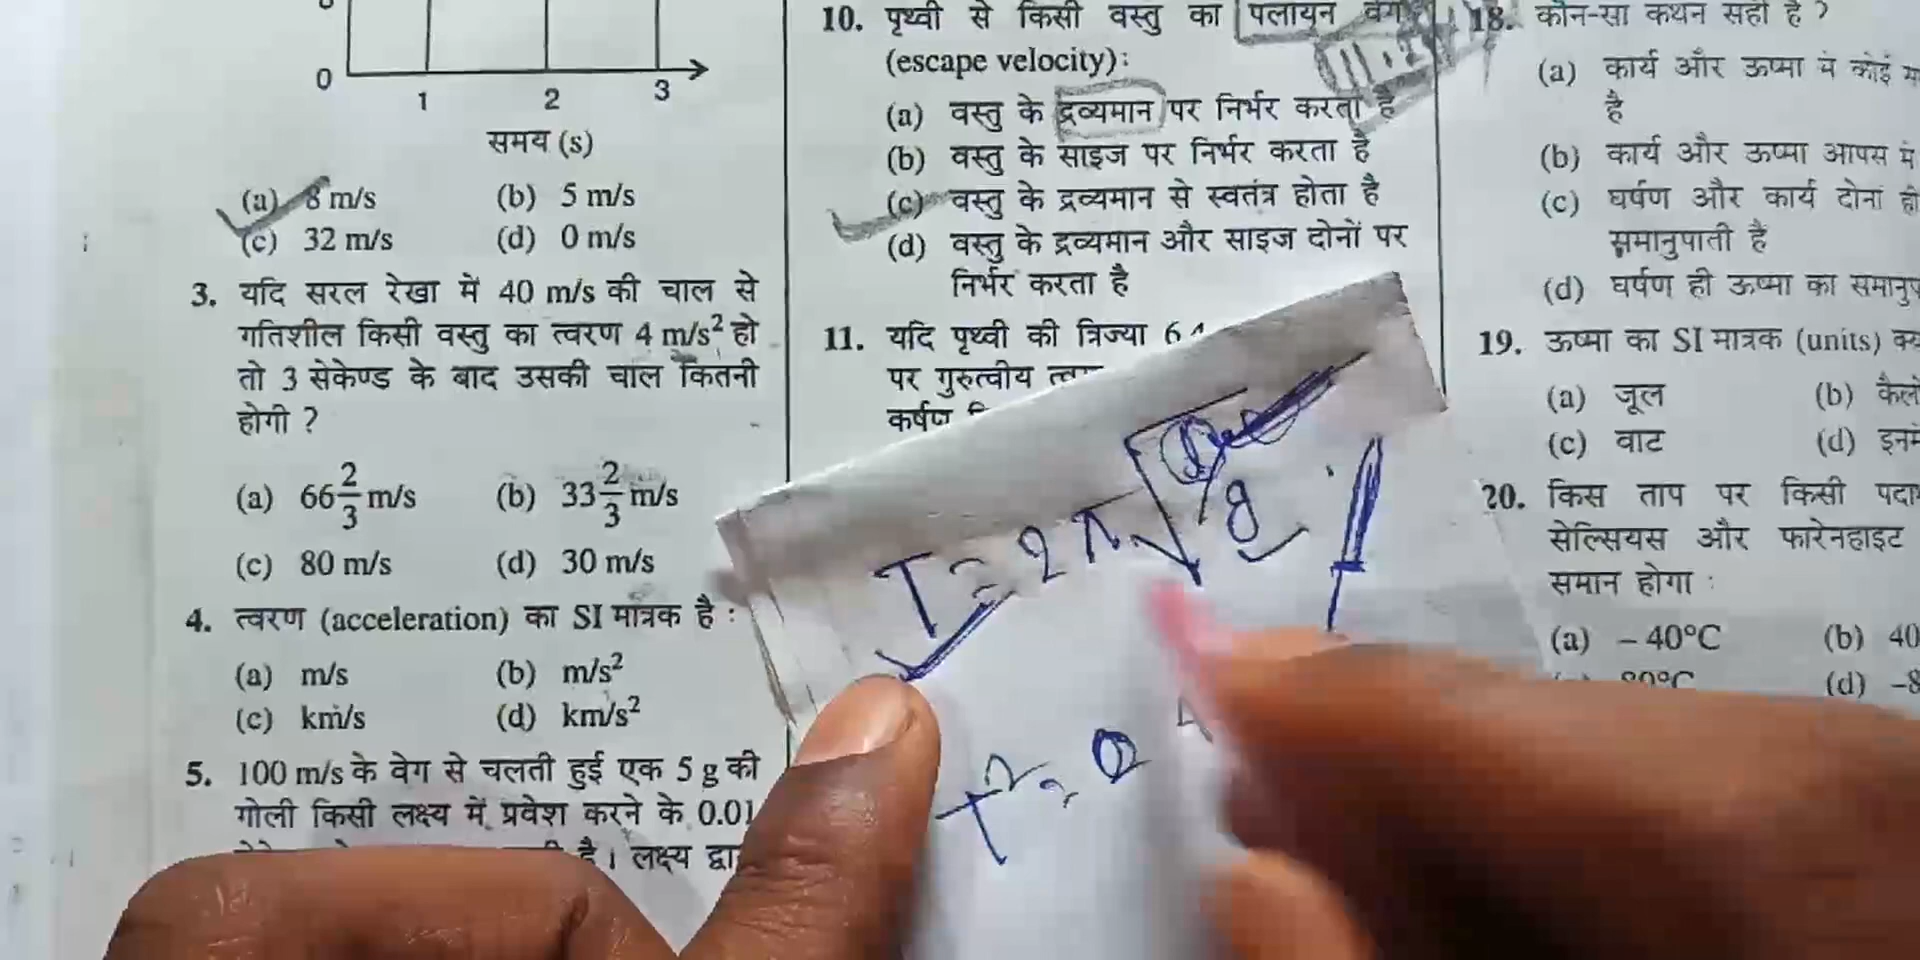 0
1 2 3
समय (s)
(a) 8 m/s (b) 5 m/s
(c) 32 m/s (d) 0 m/s
3. यदि सरल रेखा में 40 m/s की चाल से
गतिशील किसी वस्तु का त्वरण 4 m/s² हो
तो 3 सेकेण्ड के बाद उसकी चाल कितनी
होगी ?
(a) 66 2/3 m/s (b) 33 2/3 m/s
(c) 80 m/s (d) 30 m/s
4. त्वरण (acceleration) का SI मात्रक है :
(a) m/s (b) m/s²
(c) km/s (d) km/s²
5. 100 m/s के वेग से चलती हुई एक 5 g की
गोली किसी लक्ष्य में प्रवेश करने के 0.01
है । लक्ष्य द्वा
10. पृथ्वी से किसी वस्तु का पलायन वेग
(escape velocity):
(a) वस्तु के द्रव्यमान पर निर्भर करता है
(b) वस्तु के साइज पर निर्भर करता है
(c) वस्तु के द्रव्यमान से स्वतंत्र होता है
(d) वस्तु के द्रव्यमान और साइज दोनों पर
निर्भर करता है
11. यदि पृथ्वी की त्रिज्या
पर गुरुत्वीय
T = 2π√ g
T² =
18. कौन-सा कथन सही है ?
(a) कार्य और ऊष्मा में कोई
है
(b) कार्य और ऊष्मा आपस में
(c) घर्षण और कार्य दोनों ही
समानुपाती है
(d) घर्षण ही ऊष्मा का
19. ऊष्मा का SI मात्रक (units)
(a) जूल (b)
(c) वाट (d)
20. किस ताप पर किसी
सेल्सियस और फारेनहाइट
समान होगा :
(a) – 40°C (b) 40
80°C (d) –8